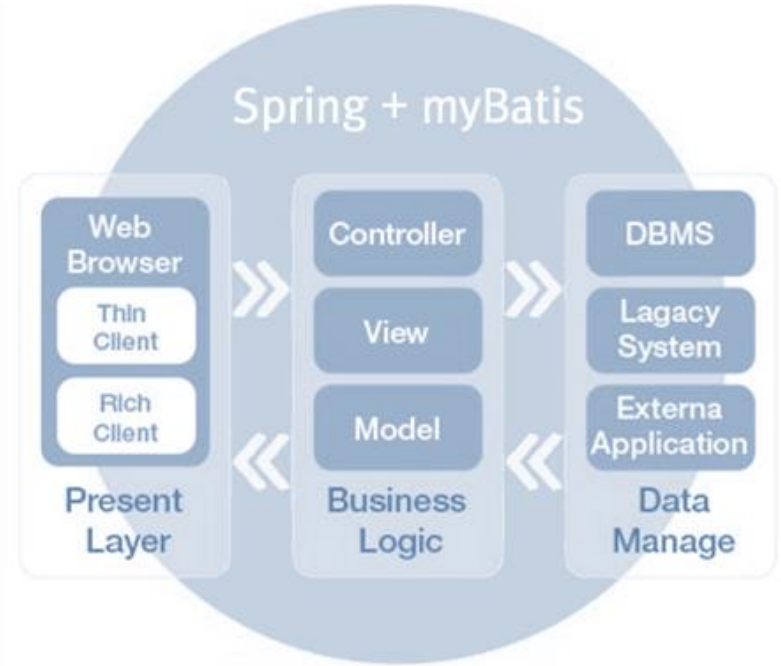 Spring + myBatis
Web
Browser
Thin
Client
Rich
Client
Present
Layer
Controller
View
Model
Business
Logic
DBMS
Lagacy
System
Externa
Application
Data
Manage